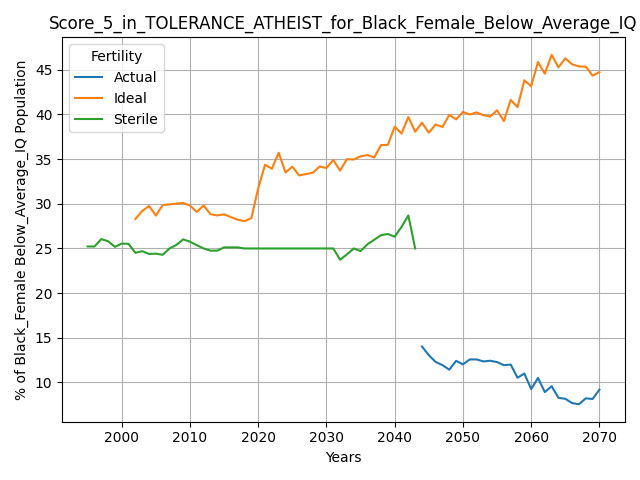 Score_5_in_TOLERANCE_ATHEIST_for_Black_Female_Below_Average_IQ
Fertility
Actual
Ideal
Sterile
% of Black_Female Below_Average_IQ Population
45
40
35
30
25
20
15
10
2000 2010 2020 2030 2040 2050 2060 2070
Years